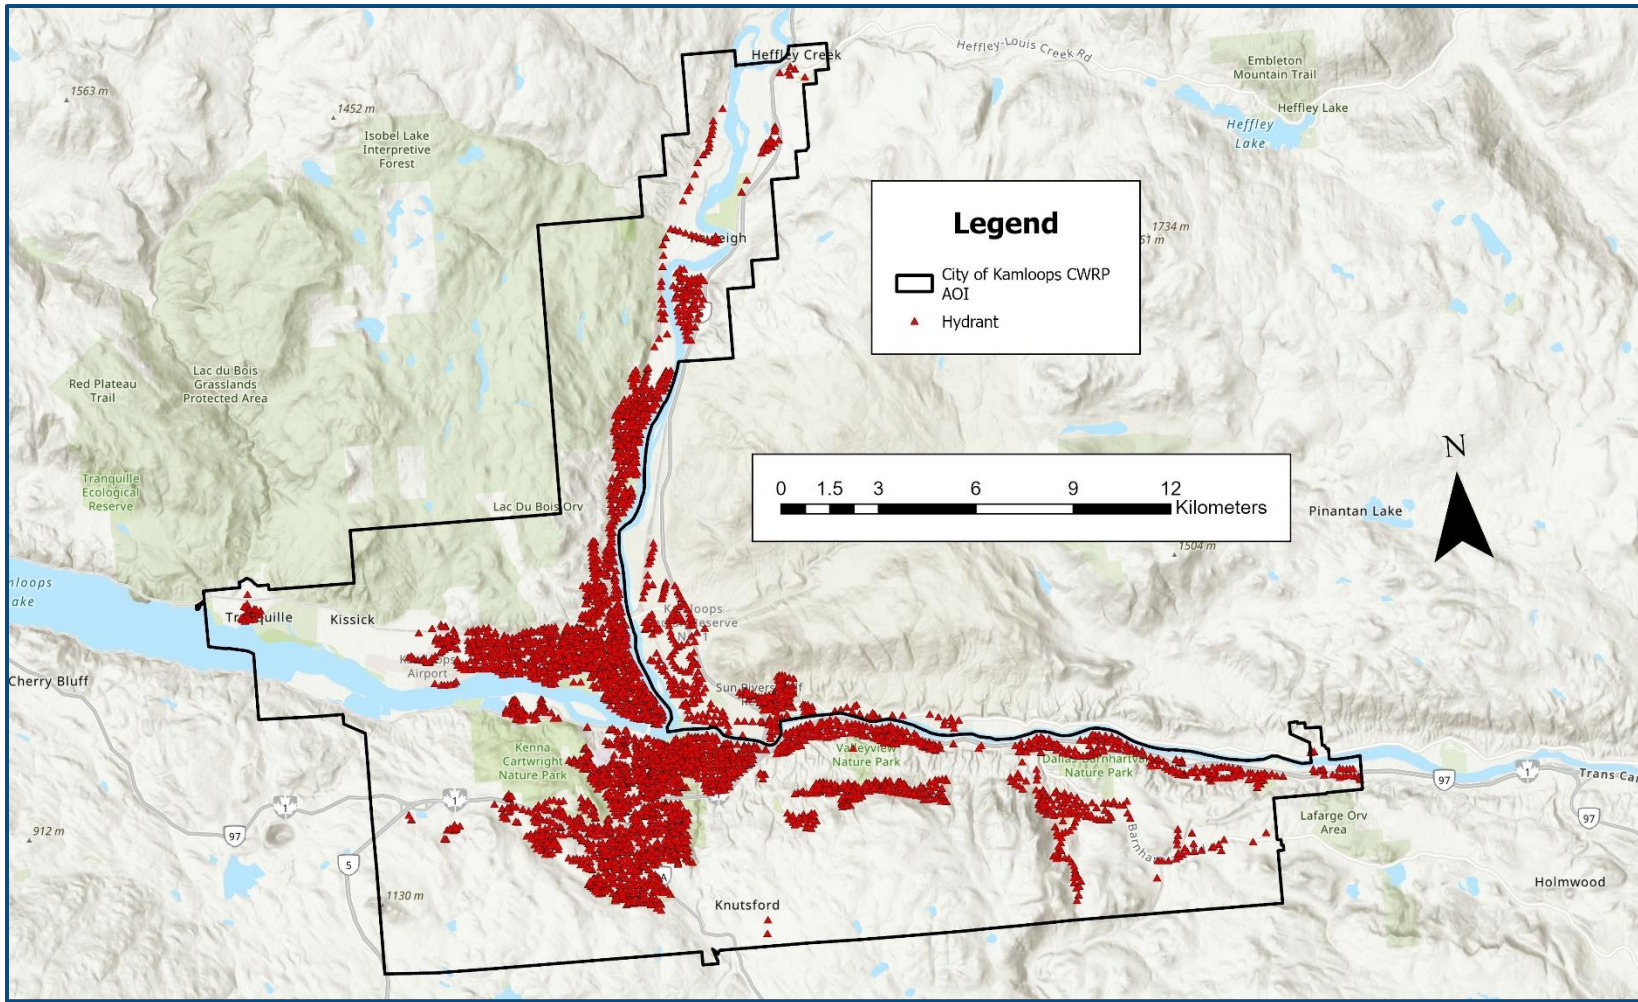 Heffley Creek
Heffley-Louis Creek Rd
Embleton
Mountain Trail
Heffley Lake
Heffley
Lake
1563 m
1452 m
Isobel Lake
Interpretive
Forest
Legend
City of Kamloops CWRP
AOI
Hydrant
1734 m
51 m
Lac du Bois
Grasslands
Protected Area
Red Plateau
Trail
Tranquille
Ecological
Reserve
Lac Du Bois Orv
0 1.5 3 6 9 12
Kilometers
N
Pinantan Lake
1504 m
Kissick
Airport
Cherry Bluff
Kenna
Cartwright
Nature Park
Valleyview
Nature Park
Nature Park
97
1
Trans Can
1
1
97
97
5
912 m
Lafarge Orv
Area
1130 m
Knutsford
Holmwood